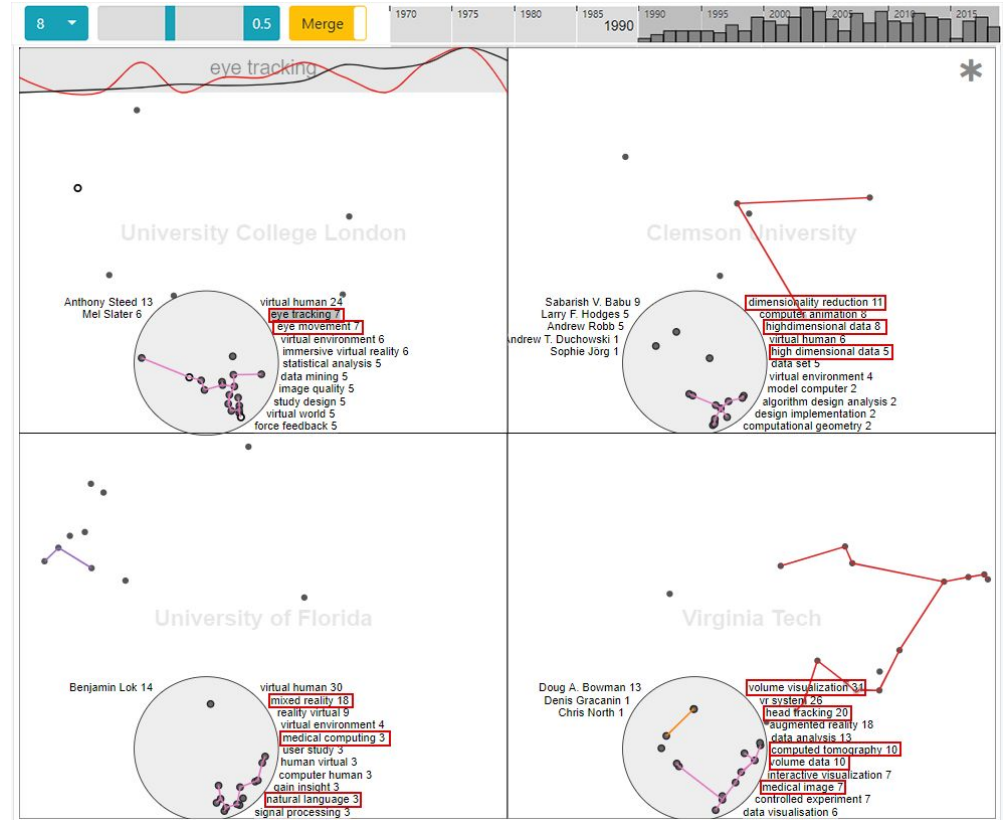 8
0.5
Merge
1970
1975
1980
1985
1990
1990
1995
2000
2005
2010
2015
eye tracking
*
University College London
Anthony Steed 13
Mel Slater 6
virtual human 24
eye tracking 7
eye movement 7
virtual environment 6
immersive virtual reality 6
statistical analysis 5
data mining 5
image quality 5
study design 5
virtual world 5
force feedback 5
Clemson University
Sabarish V. Babu 9
Larry F. Hodges 5
Andrew Robb 5
ndrew T. Duchowski 1
Sophie Jörg 1
dimensionality reduction 11
computer animation 8
highdimensional data 8
virtual human 6
high dimensional data 5
data set 5
virtual environment 4
model computer 2
algorithm design analysis 2
design implementation 2
computational geometry 2
University of Florida
Benjamin Lok 14
virtual human 30
mixed reality 18
reality virtual 9
virtual environment 4
medical computing 3
user study 3
human virtual 3
computer human 3
gain insight 3
natural language 3
signal processing 3
Virginia Tech
Doug A. Bowman 13
Denis Gracanin 1
Chris North 1
volume visualization 31
vr system 26
head tracking 20
augmented reality 18
data analysis 13
computed tomography 10
volume data 10
interactive visualization 7
medical image 7
controlled experiment 7
data visualisation 6